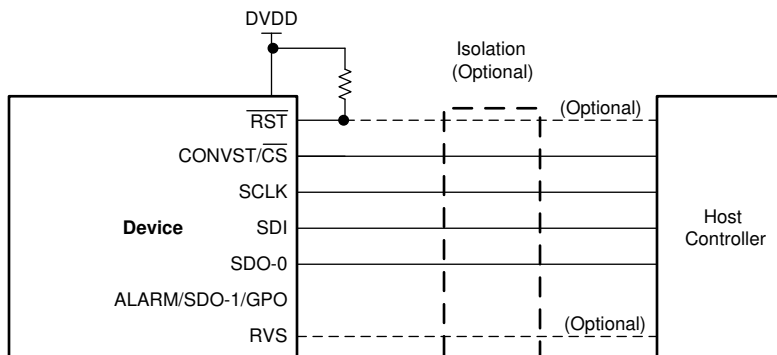 DVDD
Isolation
(Optional)
(Optional)
RST
CONVST/CS
SCLK
Device
SDI
SDO-0
Host
Controller
ALARM/SDO-1/GPO
(Optional)
RVS